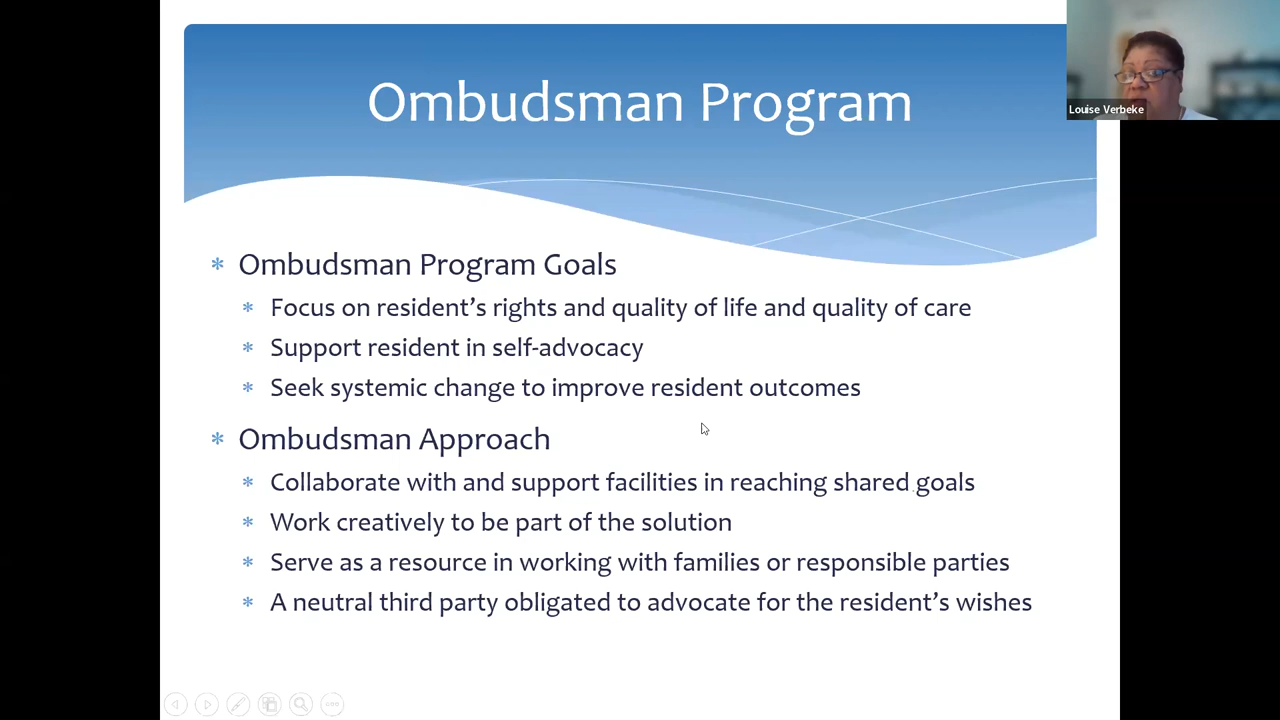 Ombudsman Program
Louise Verbeke
Ombudsman Program Goals
Focus on resident’s rights and quality of life and quality of care
Support resident in self-advocacy
Seek systemic change to improve resident outcomes
Ombudsman Approach
Collaborate with and support facilities in reaching shared goals
Work creatively to be part of the solution
Serve as a resource in working with families or responsible parties
A neutral third party obligated to advocate for the resident’s wishes